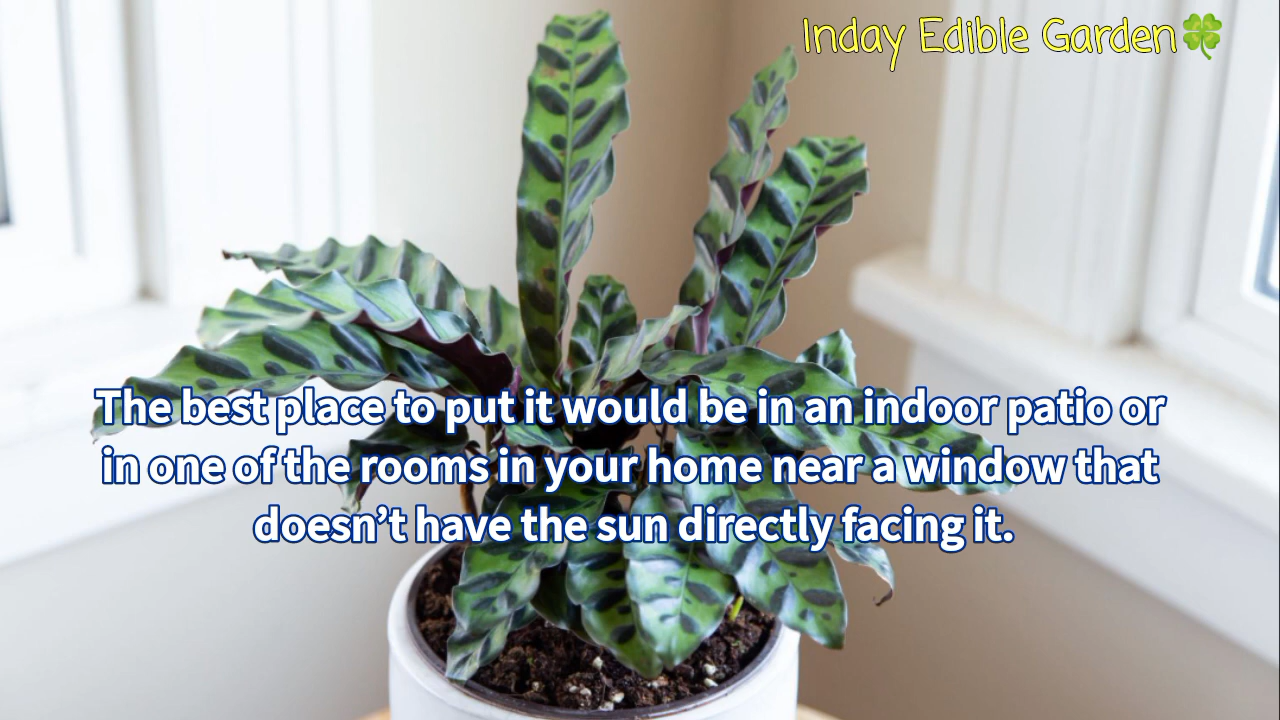 Inday Edible Garden🍀
The best place to put it would be in an indoor patio or
in one of the rooms in your home near a window that
doesn’t have the sun directly facing it.